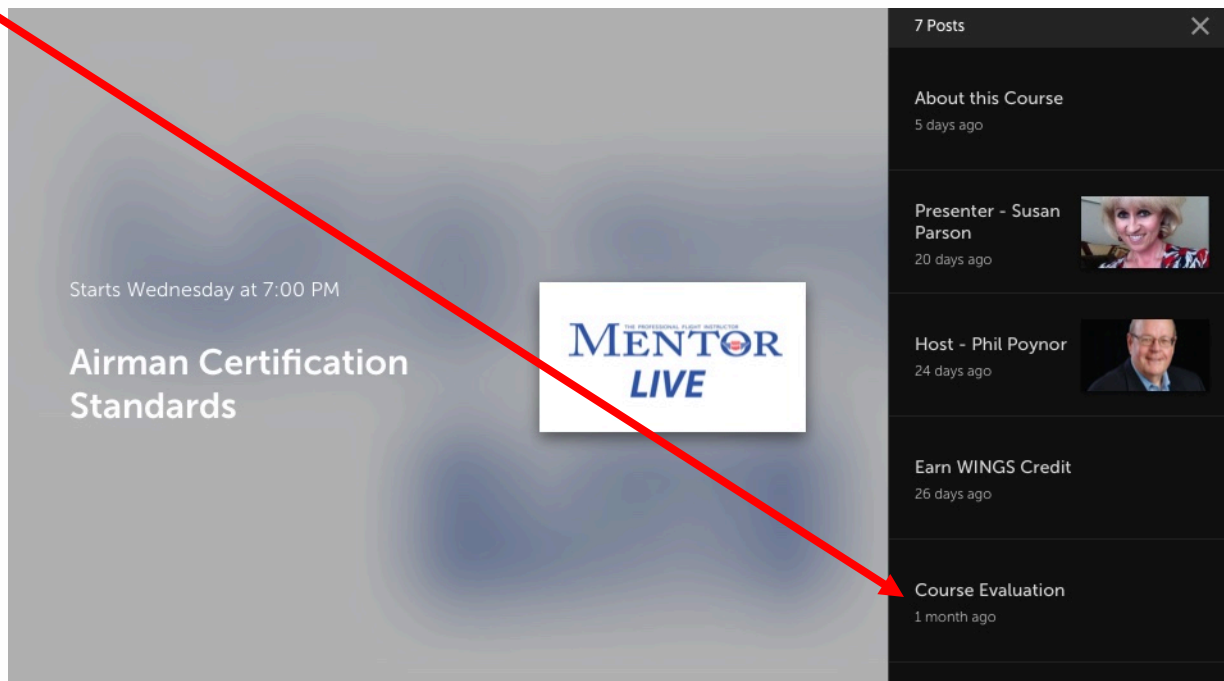 Starts Wednesday at 7:00 PM
Airman Certification
Standards
THE PROFESSIONAL FLIGHT INSTRUCTOR
MENTOR
LIVE
7 Posts
About this Course
5 days ago
Presenter - Susan
Parson
20 days ago
Host - Phil Poynor
24 days ago
Earn WINGS Credit
26 days ago
Course Evaluation
1 month ago